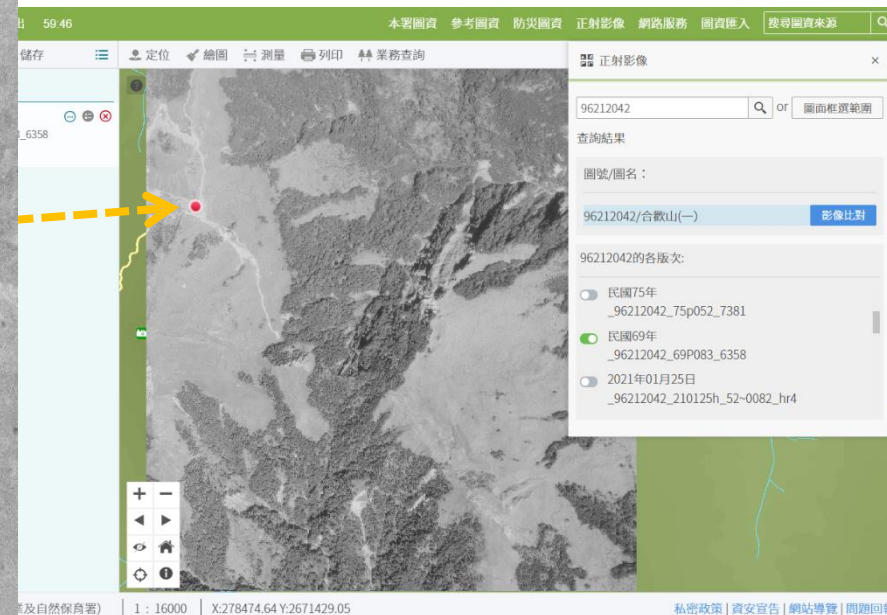 59:46
本署圖資 參考圖資 防災圖資 正射影像 網路服務 圖資匯入 搜尋圖資來源
儲存 定位 繪圖 測量 列印 業務查詢
正射影像 ×
_6358
96212042 or 圖面框選範圍
查詢結果
圖號/圖名：
96212042/合歡山(一) 影像比對
96212042的各版次:
民國75年
_96212042_75p052_7381
民國69年
_96212042_69P083_6358
2021年01月25日
_96212042_210125h_52~0082_hr4
及自然保育署) 1 : 16000 X:278474.64 Y:2671429.05 私密政策 | 資安宣告 | 網站導覽 | 問題回